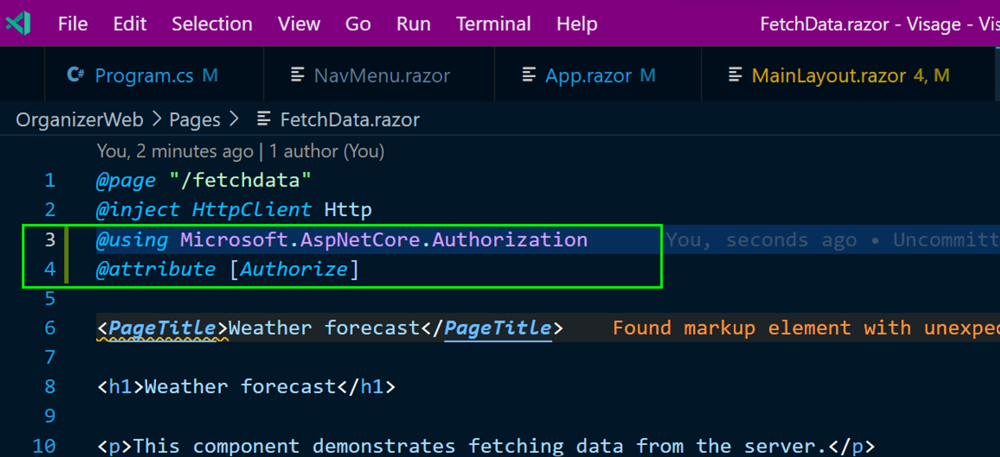 File Edit Selection View Go Run Terminal Help FetchData.razor - Visage - Vis
C# Program.cs M NavMenu.razor App.razor M MainLayout.razor 4, M
OrganizerWeb > Pages > FetchData.razor
You, 2 minutes ago | 1 author (You)
1 @page "/fetchdata"
2 @inject HttpClient Http
3 @using Microsoft.AspNetCore.Authorization You, seconds ago • Uncommitt
4 @attribute [Authorize]
5
6 <PageTitle>Weather forecast</PageTitle> Found markup element with unexpec
7
8 <h1>Weather forecast</h1>
9
10 <p>This component demonstrates fetching data from the server.</p>